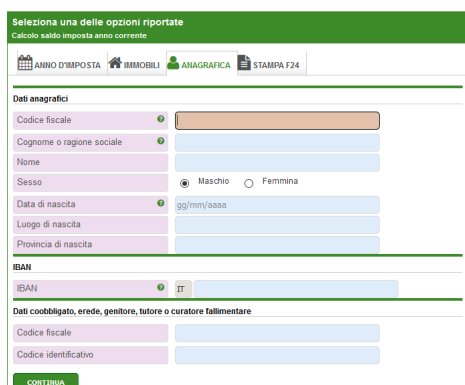 Seleziona una delle opzioni riportate
Calcolo saldo imposta anno corrente
ANNO D'IMPOSTA IMMOBILI ANAGRAFICA STAMPA F24
Dati anagrafici
Codice fiscale ?
Cognome o ragione sociale ?
Nome
Sesso Maschio Femmina
Data di nascita ? gg/mm/aaaa
Luogo di nascita
Provincia di nascita
IBAN
IBAN ? IT
Dati coobbligato, erede, genitore, tutore o curatore fallimentare
Codice fiscale
Codice identificativo
CONTINUA